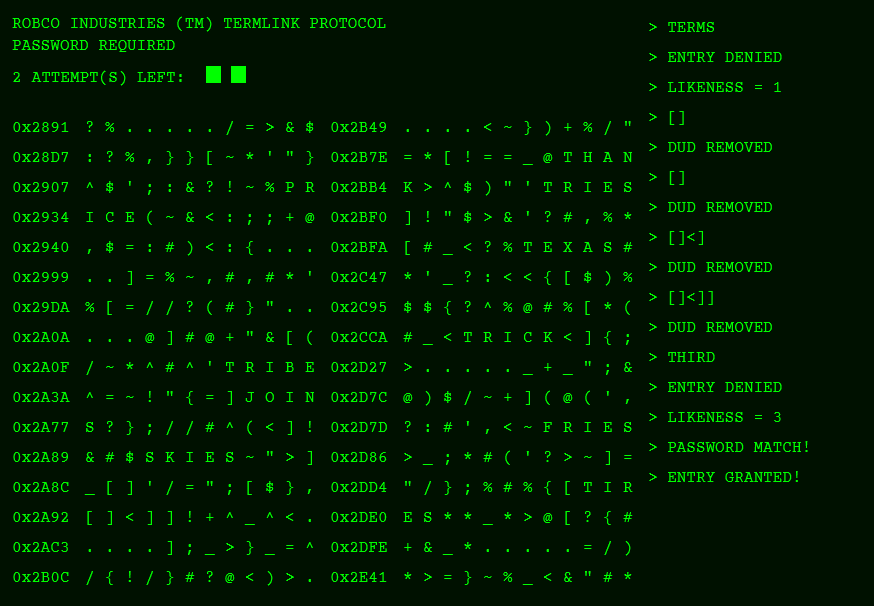 ROBCO INDUSTRIES (TM) TERMLINK PROTOCOL
PASSWORD REQUIRED
2 ATTEMPT(S) LEFT:
0x2891 ? % . . . . . / = > & $ 0x2B49 . . . . < ~ } ) + % / "
0x28D7 : ? % , } } [ ~ * ' " } 0x2B7E = * [ ! = = _ @ T H A N
0x2907 ^ $ ' ; : & ? ! ~ % P R 0x2BB4 K > ^ $ ) " ' T R I E S
0x2934 I C E ( ~ & < : ; ; + @ 0x2BF0 ] ! " $ > & ' ? # , % *
0x2940 , $ = : # ) < : { . . . 0x2BFA [ # _ < ? % T E X A S #
0x2999 . . ] = % ~ , # , # * ' 0x2C47 * ' _ ? : < < { [ $ ) %
0x29DA % [ = / / ? ( # } " . . 0x2C95 $ $ { ? ^ % @ # % [ * (
0x2A0A . . . @ ] # @ + " & [ ( 0x2CCA # _ < T R I C K < ] { ;
0x2A0F / ~ * ^ # ^ ' T R I B E 0x2D27 > . . . . . _ + _ " ; &
0x2A3A ^ = ~ ! " { = ] J O I N 0x2D7C @ ) $ / ~ + ] ( @ ( ' ,
0x2A77 S ? } ; / / # ^ ( < ] ! 0x2D7D ? : # ' , < ~ F R I E S
0x2A89 & # $ S K I E S ~ " > ] 0x2D86 > _ ; * # ( ' ? > ~ ] =
0x2A8C _ [ ] ' / = " ; [ $ } , 0x2DD4 " / } ; % # % { [ T I R
0x2A92 [ ] < ] ] ! + ^ _ ^ < . 0x2DE0 E S * * _ * > @ [ ? { #
0x2AC3 . . . . ] ; _ > } _ = ^ 0x2DFE + & _ * . . . . . = / )
0x2B0C / { ! / } # ? @ < ) > . 0x2E41 * > = } ~ % _ < & " # *
> TERMS
> ENTRY DENIED
> LIKENESS = 1
> []
> DUD REMOVED
> []
> DUD REMOVED
> []<]
> DUD REMOVED
> []<]]
> DUD REMOVED
> THIRD
> ENTRY DENIED
> LIKENESS = 3
> PASSWORD MATCH!
> ENTRY GRANTED!